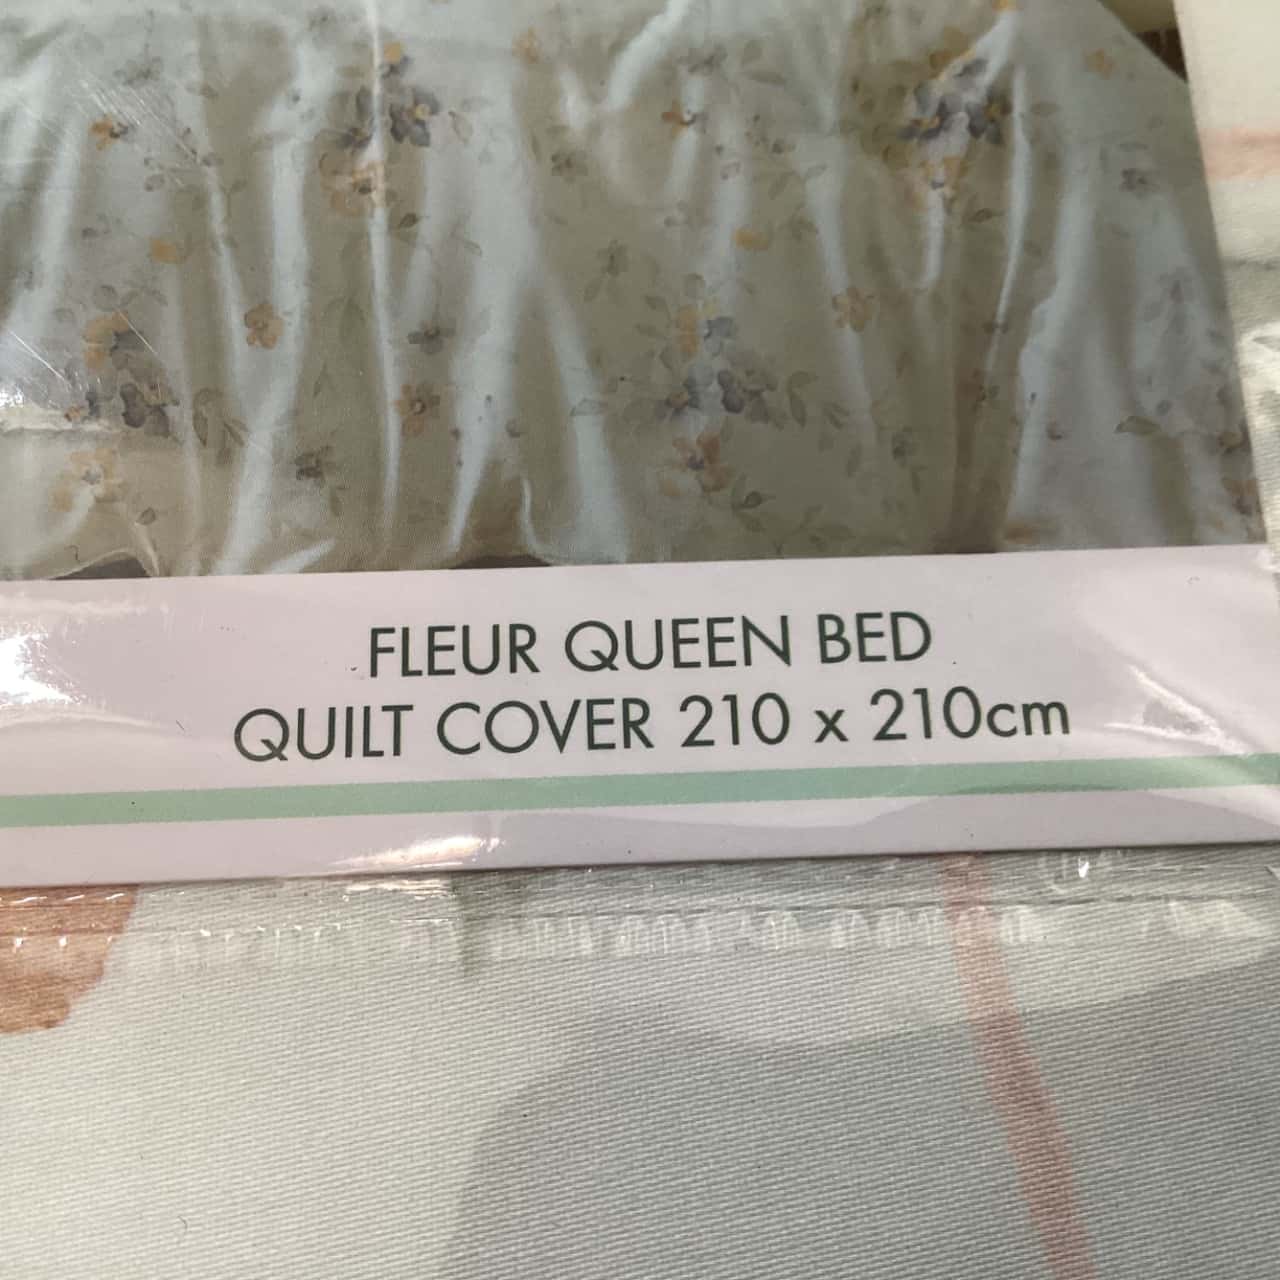 FLEUR QUEEN BED
QUILT COVER 210 x 210cm